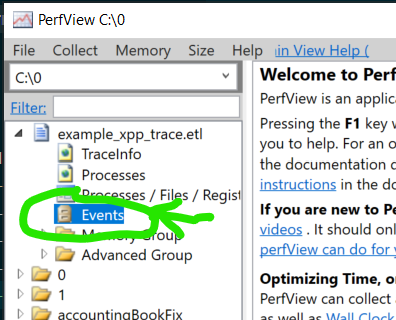 PerfView C:\0
File Collect Memory Size Help ain View Help (
C:\0
Filter:
example_xpp_trace.etl
TraceInfo
Processes
Processes / Files / Regist
Events
Memory Group
Advanced Group
0
1
accountingBookFix
Welcome to Perf
PerfView is an applica
Pressing the F1 key w
you to help. For an o
the documentation o
instructions in the do
If you are new to Pe
videos . It should onl
perfView can do for y
Optimizing Time, or
PerfView can collect a
as well as Wall Clock